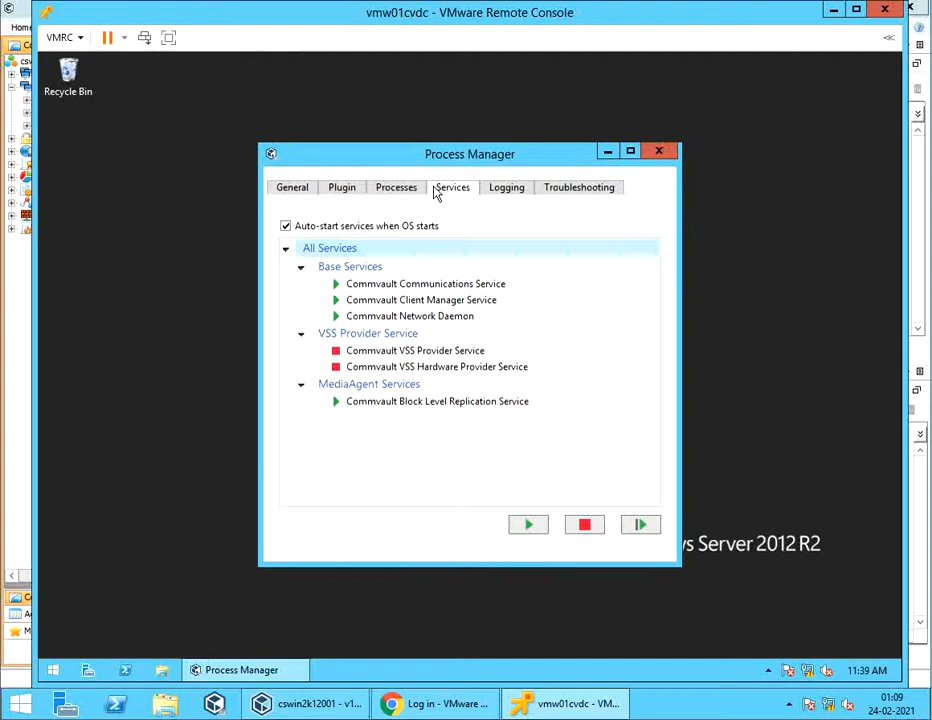 vmw01cvdc - VMware Remote Console
VMRC
Recycle Bin
Process Manager
General Plugin Processes Services Logging Troubleshooting
Auto-start services when OS starts
All Services
Base Services
Commvault Communications Service
Commvault Client Manager Service
Commvault Network Daemon
VSS Provider Service
Commvault VSS Provider Service
Commvault VSS Hardware Provider Service
MediaAgent Services
Commvault Block Level Replication Service
s Server 2012 R2
Process Manager
11:39 AM
cswin2k12001 - v1...
Log in - VMware ...
vmw01cvdc - VM...
01:09
24-02-2021